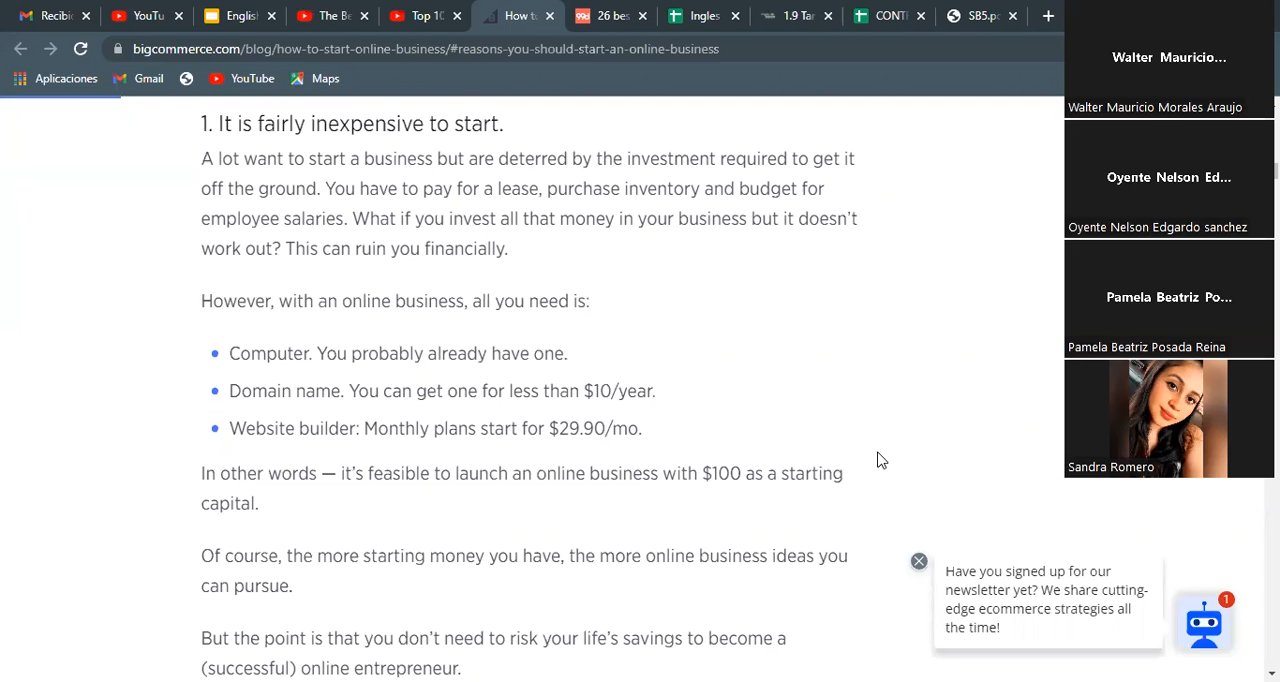 Recibi
YouTu
Englis
The Be
Top 10
How to
99d
26 bes
Ingles
1.9 Tar
CONTR
SB5.pc
bigcommerce.com/blog/how-to-start-online-business/#reasons-you-should-start-an-online-business
Aplicaciones
Gmail
YouTube
Maps
1. It is fairly inexpensive to start.
A lot want to start a business but are deterred by the investment required to get it
off the ground. You have to pay for a lease, purchase inventory and budget for
employee salaries. What if you invest all that money in your business but it doesn't
work out? This can ruin you financially.
However, with an online business, all you need is:
Computer. You probably already have one.
Domain name. You can get one for less than $10/year.
Website builder: Monthly plans start for $29.90/mo.
In other words — it's feasible to launch an online business with $100 as a starting
capital.
Of course, the more starting money you have, the more online business ideas you
can pursue.
But the point is that you don't need to risk your life's savings to become a
(successful) online entrepreneur.
Walter Mauricio...
Walter Mauricio Morales Araujo
Oyente Nelson Ed...
Oyente Nelson Edgardo sanchez
Pamela Beatriz Po...
Pamela Beatriz Posada Reina
Sandra Romero
Have you signed up for our
newsletter yet? We share cutting-
edge ecommerce strategies all
the time!
1